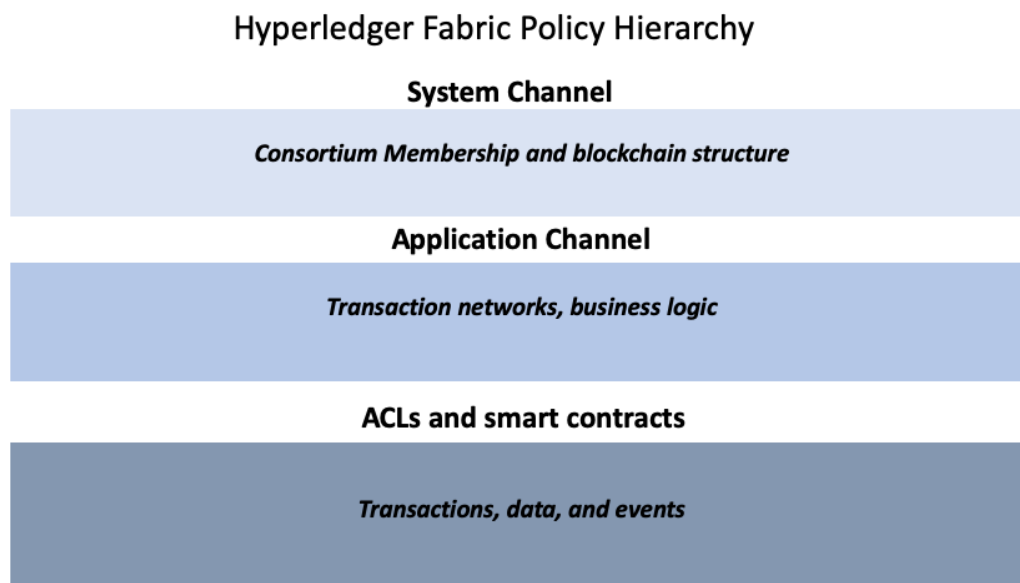 Hyperledger Fabric Policy Hierarchy
System Channel
Consortium Membership and blockchain structure
Application Channel
Transaction networks, business logic
ACLs and smart contracts
Transactions, data, and events